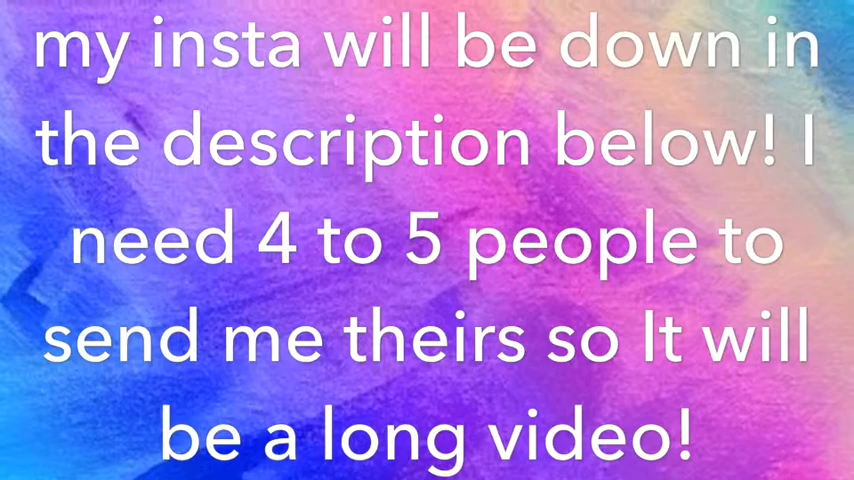 my insta will be down in
the description below! I
need 4 to 5 people to
send me theirs so It will
be a long video!